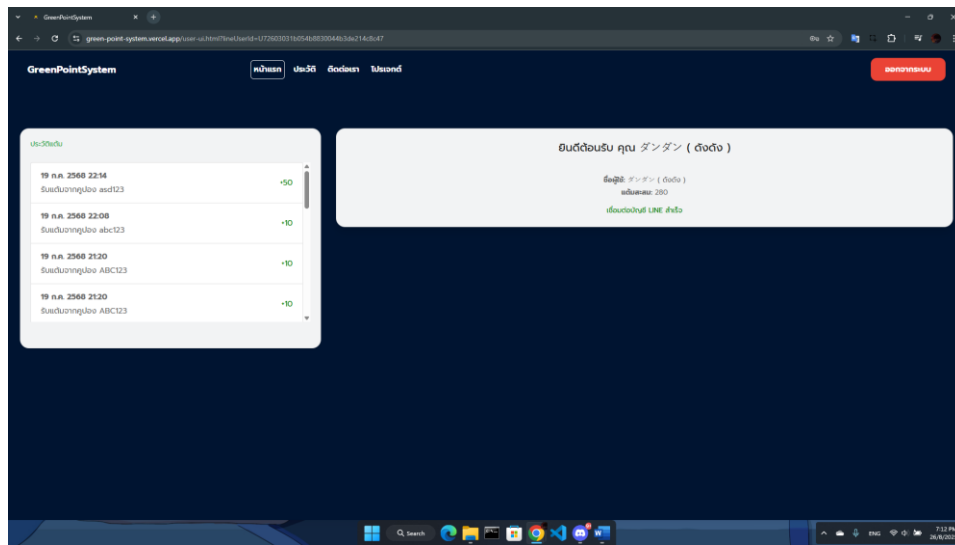 GreenPointSystem
green-point-system.vercel.app/user-ui.html?lineUserId=U72603031b054b8830044b3de214c8c47
GreenPointSystem
หน้าแรก ประวัติ ติดต่อเรา โปรเจกต์
ออกจากระบบ
ประวัติแต้ม
19 ก.ค. 2568 22:14
รับแต้มจากคูปอง asd123
+50
19 ก.ค. 2568 22:08
รับแต้มจากคูปอง abc123
+10
19 ก.ค. 2568 21:20
รับแต้มจากคูปอง ABC123
+10
19 ก.ค. 2568 21:20
รับแต้มจากคูปอง ABC123
+10
ยินดีต้อนรับ คุณ ダンダン ( ดังดัง )
ชื่อผู้ใช้: ダンダン ( ดังดัง )
แต้มสะสม: 280
เชื่อมต่อบัญชี LINE สำเร็จ
Search
ENG
7:12 PM